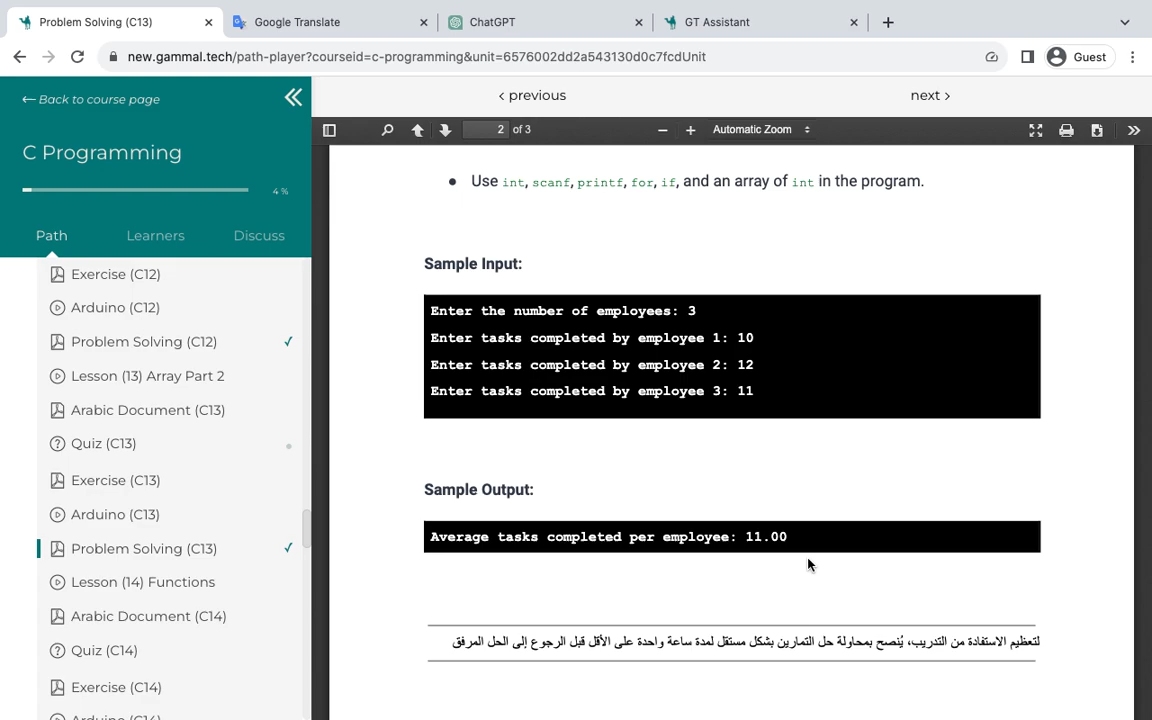 Problem Solving (C13)
Google Translate
ChatGPT
GT Assistant
new.gammal.tech/path-player?courseid=c-programming&unit=6576002dd2a543130d0c7fcdUnit
Guest
Back to course page
C Programming
4 %
Path
Learners
Discuss
Exercise (C12)
Arduino (C12)
Problem Solving (C12)
Lesson (13) Array Part 2
Arabic Document (C13)
Quiz (C13)
Exercise (C13)
Arduino (C13)
Problem Solving (C13)
Lesson (14) Functions
Arabic Document (C14)
Quiz (C14)
Exercise (C14)
Arduino (C14)
‹ previous
next ›
2 of 3
Automatic Zoom
● Use int, scanf, printf, for, if, and an array of int in the program.
Sample Input:
Enter the number of employees: 3
Enter tasks completed by employee 1: 10
Enter tasks completed by employee 2: 12
Enter tasks completed by employee 3: 11
Sample Output:
Average tasks completed per employee: 11.00
لتعظيم الاستفادة من التدريب، يُنصح بمحاولة حل التمارين بشكل مستقل لمدة ساعة واحدة على الأقل قبل الرجوع إلى الحل المرفق